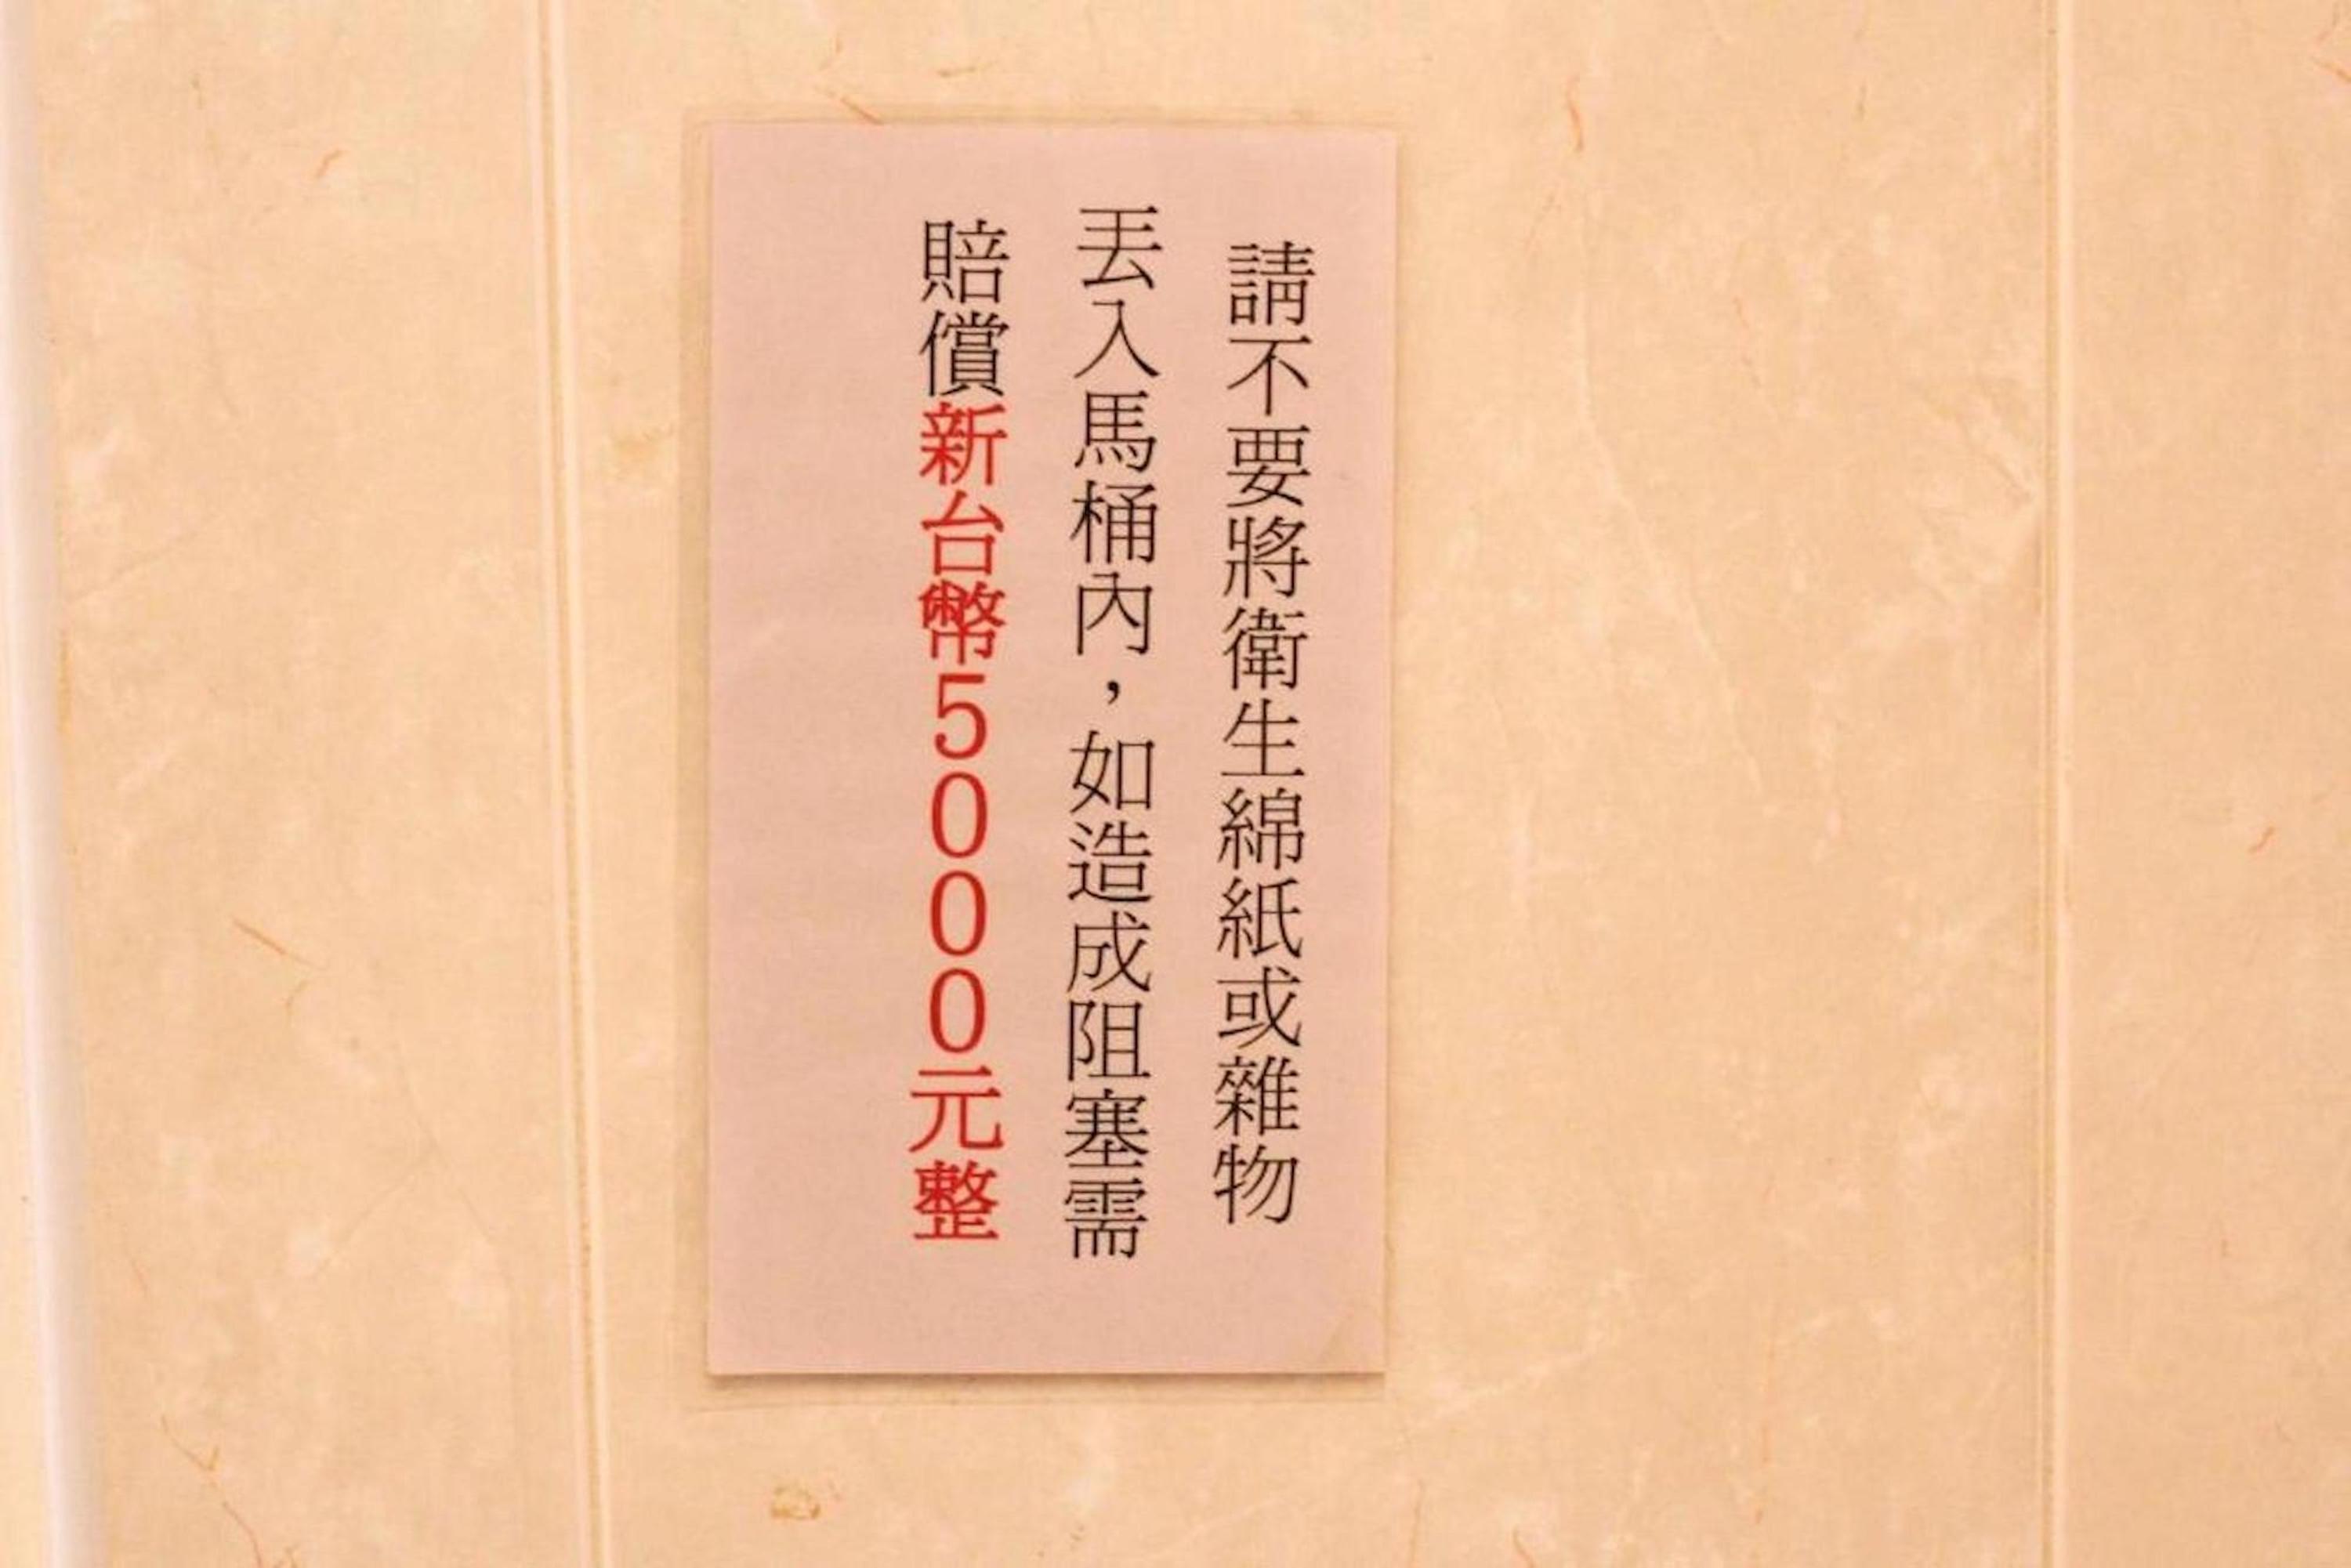 請不要將衛生綿紙或雜物
丟入馬桶內，如造成阻塞需
賠償新台幣5000元整